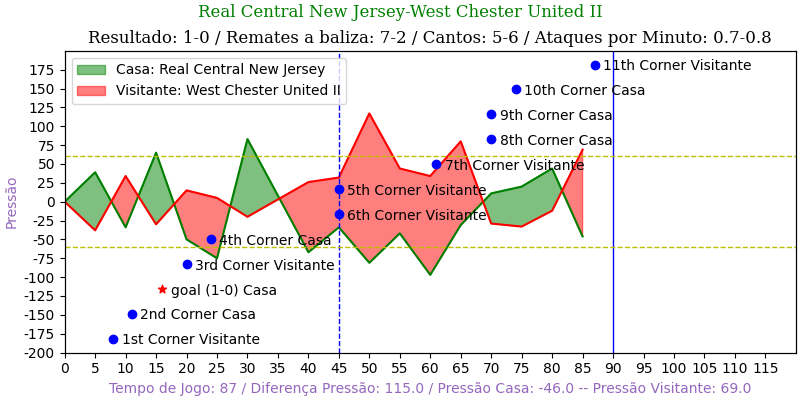 Real Central New Jersey-West Chester United II
Resultado: 1-0 / Remates a baliza: 7-2 / Cantos: 5-6 / Ataques por Minuto: 0.7-0.8
Casa: Real Central New Jersey
Visitante: West Chester United II
11th Corner Visitante
10th Corner Casa
9th Corner Casa
8th Corner Casa
7th Corner Visitante
5th Corner Visitante
6th Corner Visitante
4th Corner Casa
3rd Corner Visitante
goal (1-0) Casa
2nd Corner Casa
1st Corner Visitante
Pressão
175
150
125
100
75
50
25
0
-25
-50
-75
-100
-125
-150
-175
-200
0 5 10 15 20 25 30 35 40 45 50 55 60 65 70 75 80 85 90 95 100 105 110 115
Tempo de Jogo: 87 / Diferença Pressão: 115.0 / Pressão Casa: -46.0 -- Pressão Visitante: 69.0